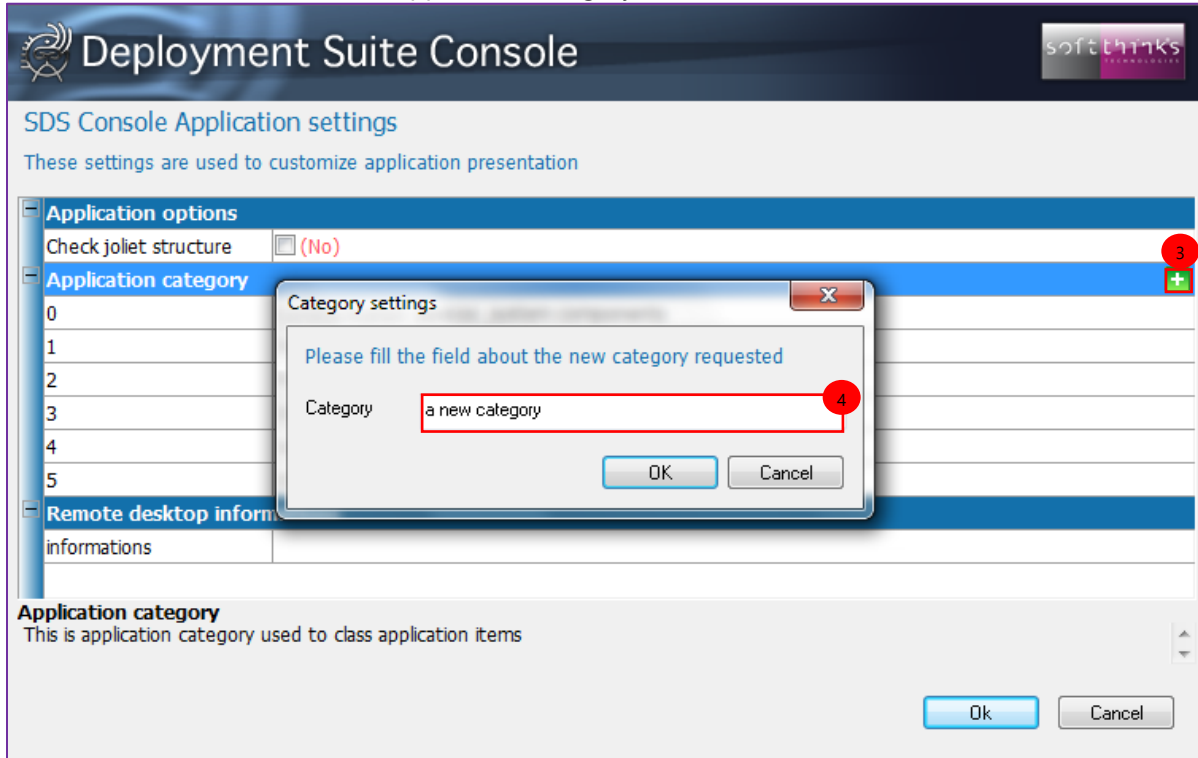 Deployment Suite Console
softthinks
TECHNOLOGIES
SDS Console Application settings
These settings are used to customize application presentation
Application options
Check joliet structure (No)
3
Application category
Category settings
0
Please fill the field about the new category requested
1
2
4
Category a new category
3
4
OK Cancel
5
Remote desktop inform
informations
Application category
This is application category used to class application items
Ok Cancel